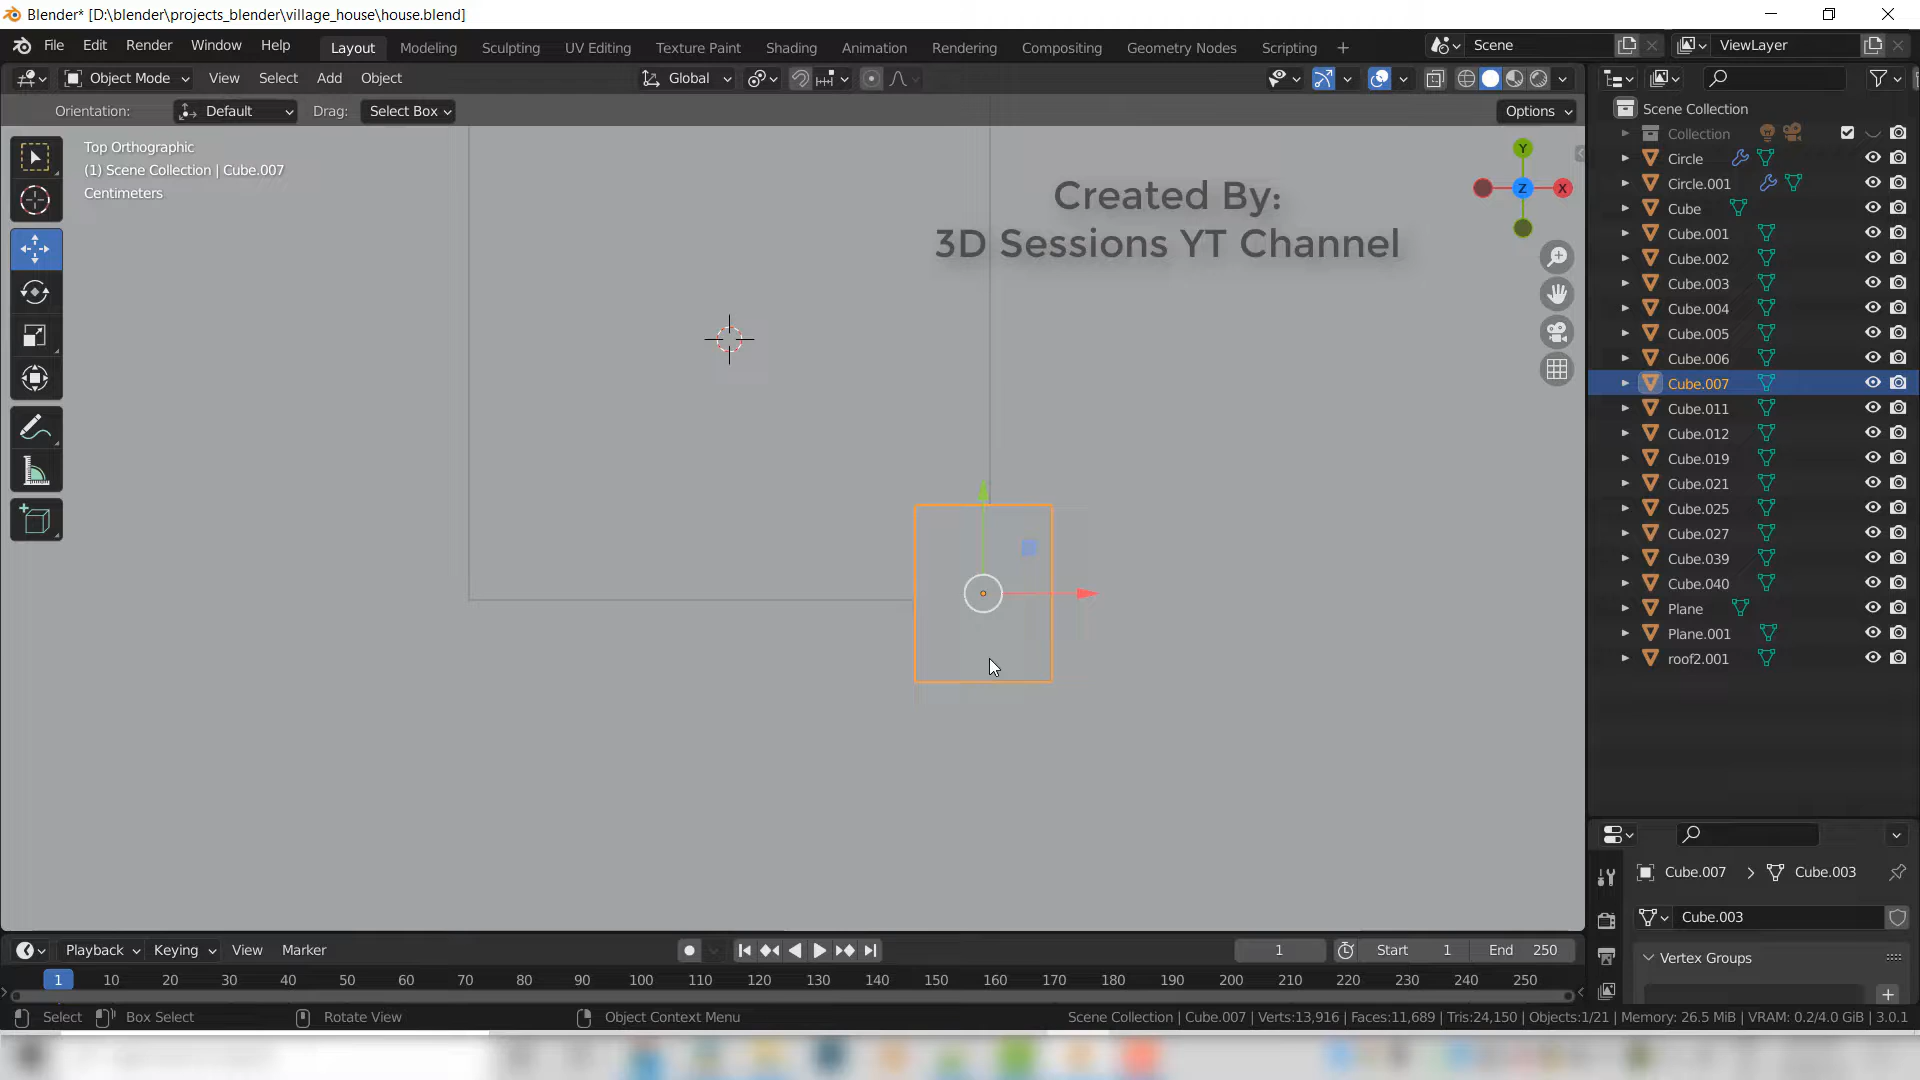 Blender* [D:\blender\projects_blender\village_house\house.blend]
File Edit Render Window Help Layout Modeling Sculpting UV Editing Texture Paint Shading Animation Rendering Compositing Geometry Nodes Scripting + Scene ViewLayer
Object Mode View Select Add Object Global
Orientation: Default Drag: Select Box Options
Top Orthographic
(1) Scene Collection | Cube.007
Centimeters
Created By:
3D Sessions YT Channel
Y
Z
X
Scene Collection
Collection
Circle
Circle.001
Cube
Cube.001
Cube.002
Cube.003
Cube.004
Cube.005
Cube.006
Cube.007
Cube.011
Cube.012
Cube.019
Cube.021
Cube.025
Cube.027
Cube.039
Cube.040
Plane
Plane.001
roof2.001
Cube.007 > Cube.003
Cube.003
Vertex Groups
Playback Keying View Marker 1 Start 1 End 250
1 10 20 30 40 50 60 70 80 90 100 110 120 130 140 150 160 170 180 190 200 210 220 230 240 250
Select Box Select Rotate View Object Context Menu Scene Collection | Cube.007 | Verts:13,916 | Faces:11,689 | Tris:24,150 | Objects:1/21 | Memory: 26.5 MiB | VRAM: 0.2/4.0 GiB | 3.0.1